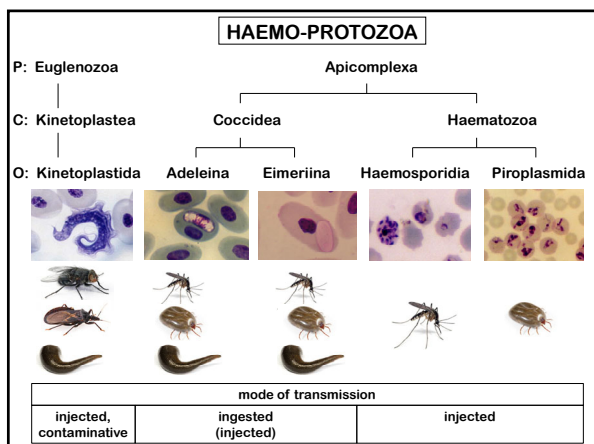 HAEMO-PROTOZOA
P: Euglenozoa Apicomplexa
C: Kinetoplastea Coccidea Haematozoa
O: Kinetoplastida Adeleina Eimeriina Haemosporidia Piroplasmida
mode of transmission
injected, contaminative
ingested (injected)
injected